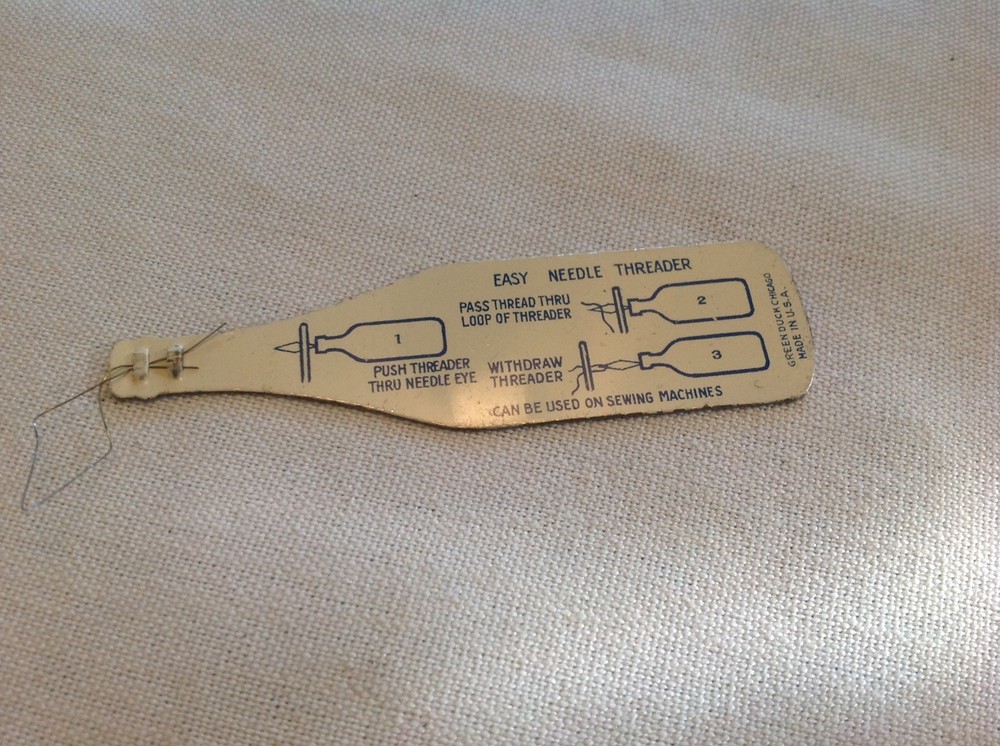 EASY NEEDLE THREADER
1
PUSH THREADER
THRU NEEDLE EYE
PASS THREAD THRU
LOOP OF THREADER
2
WITHDRAW
THREADER
3
CAN BE USED ON SEWING MACHINES
GREEN DUCK CHICAGO
MADE IN U.S.A.